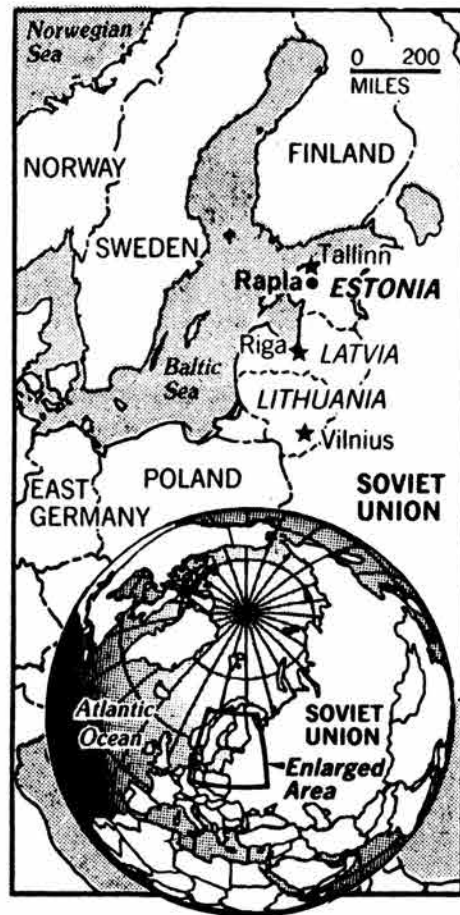 Norwegian
Sea
0 200
MILES
NORWAY
FINLAND
SWEDEN
Tallinn
Rapla
ESTONIA
Riga
LATVIA
Baltic
Sea
LITHUANIA
Vilnius
EAST
GERMANY
POLAND
SOVIET
UNION
Atlantic
Ocean
SOVIET
UNION
Enlarged
Area